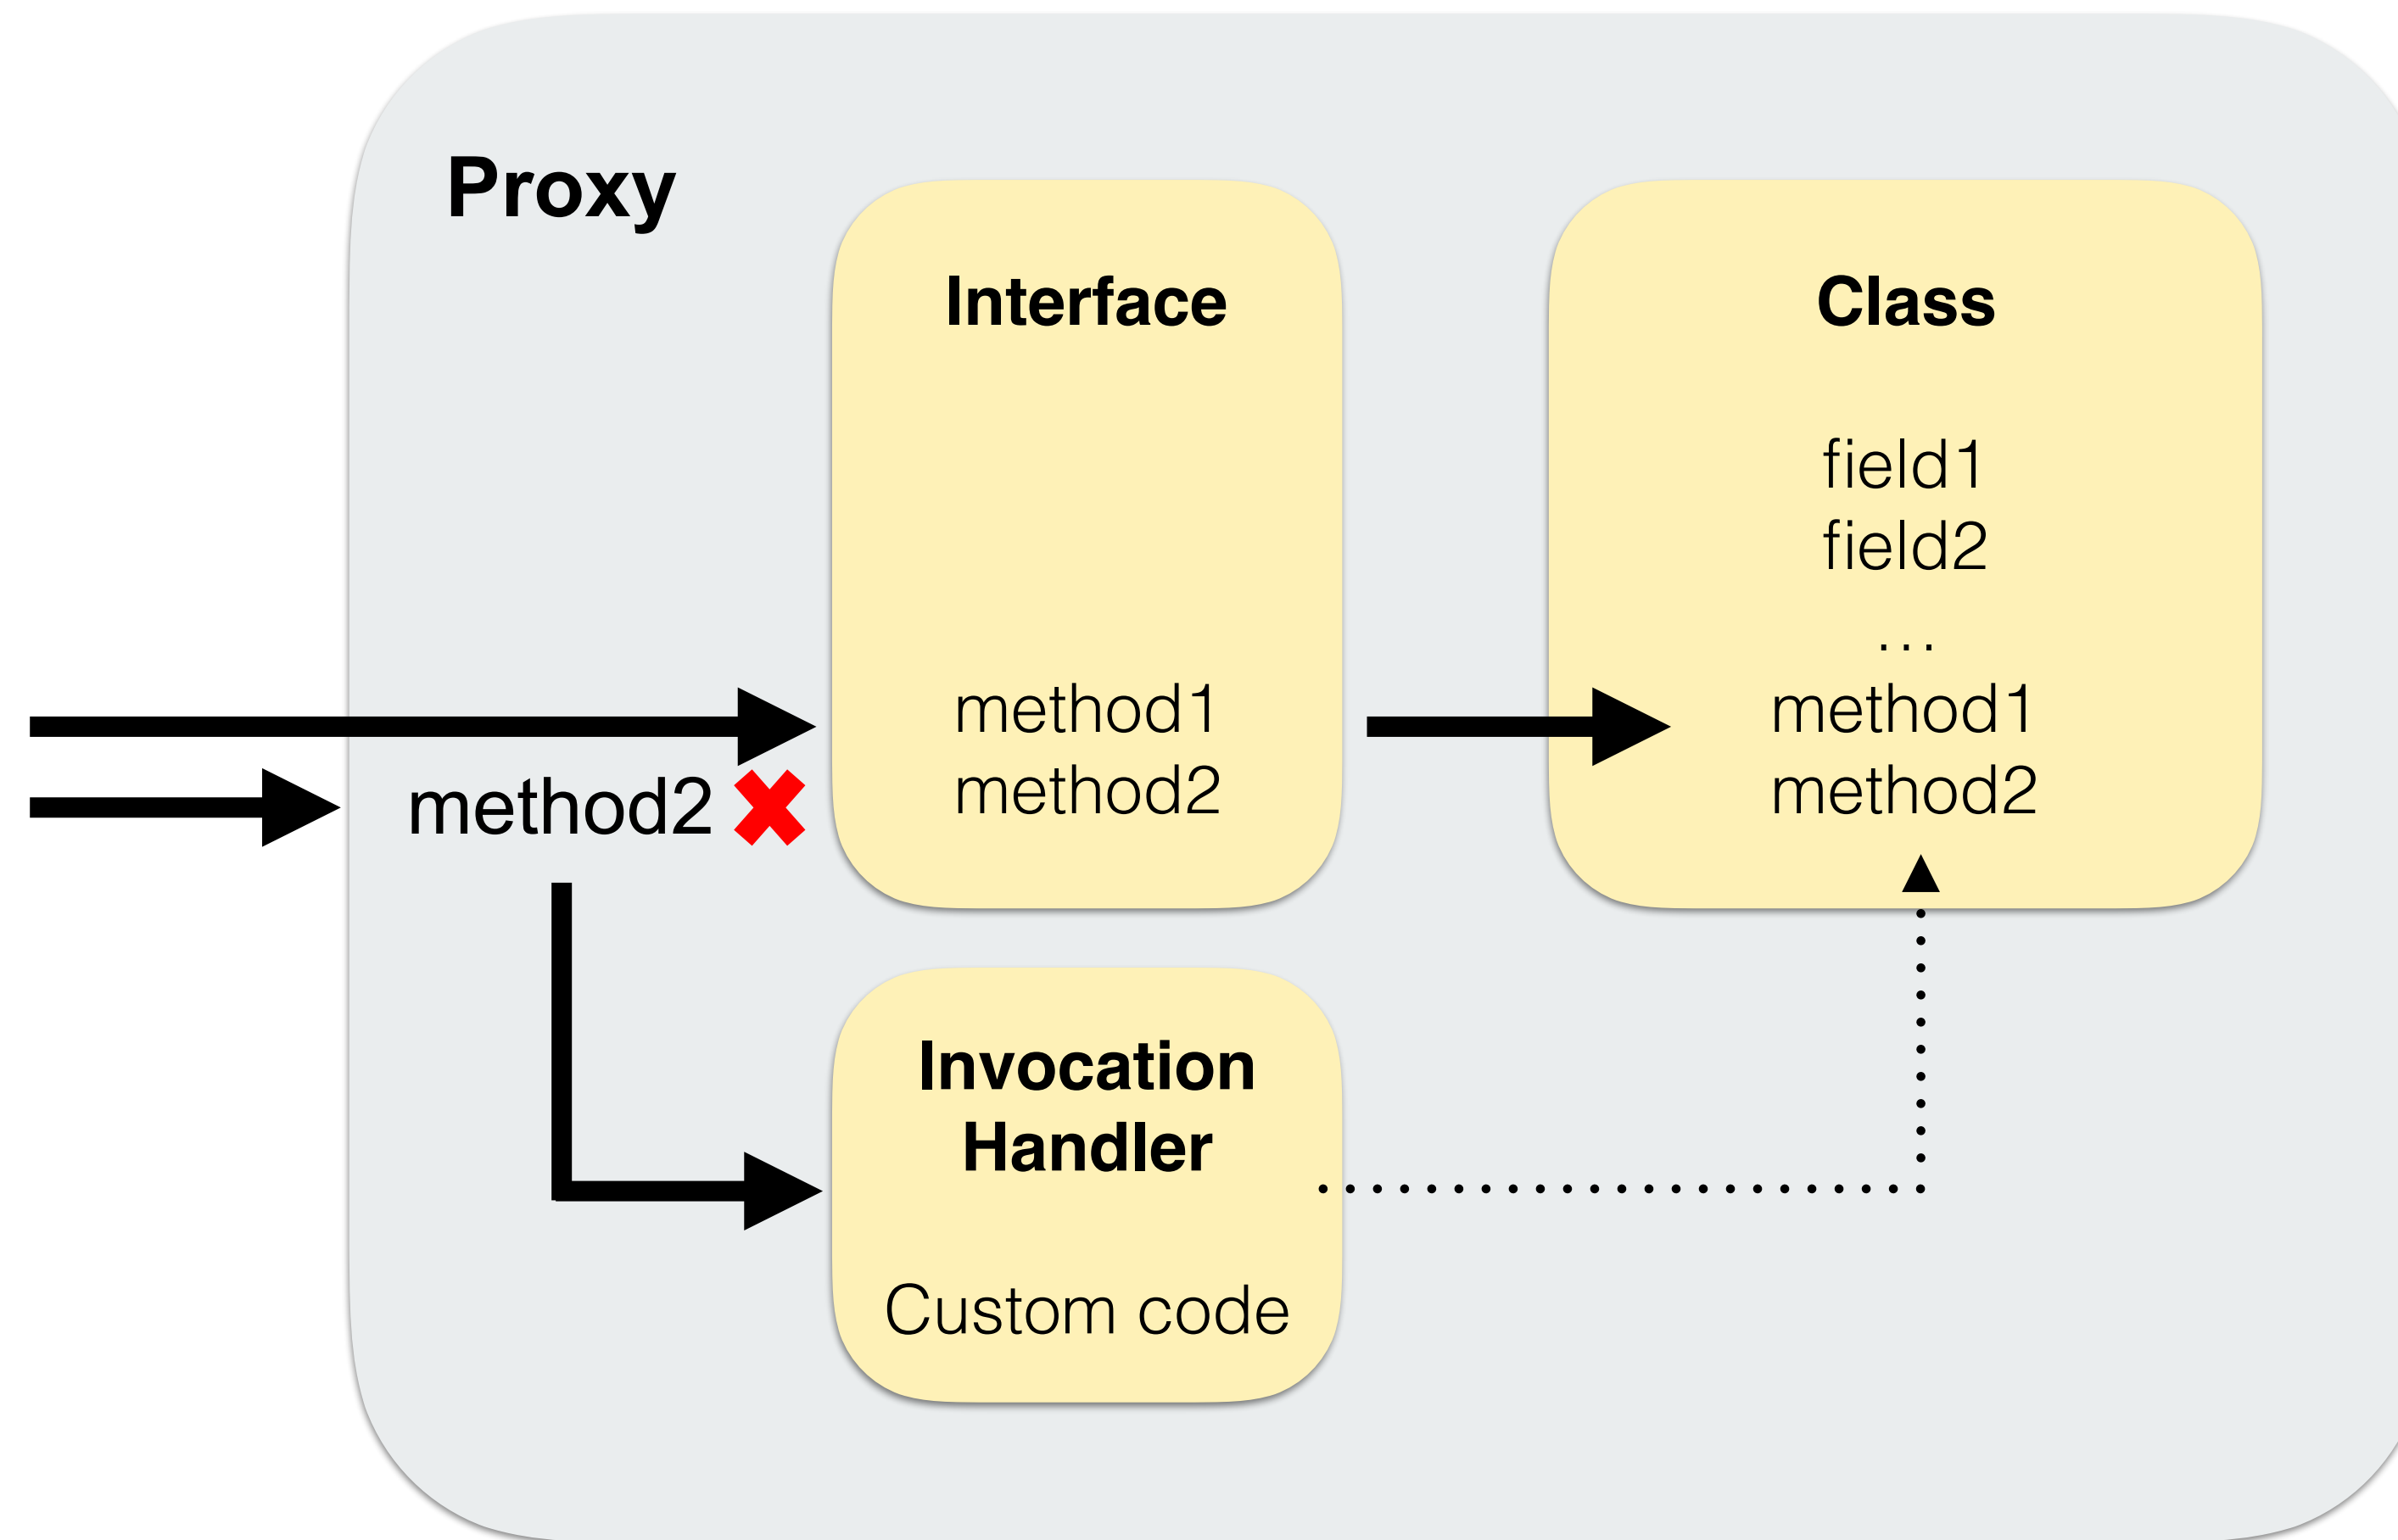 Proxy
Interface
method1
method2
Class
field1
field2
...
method1
method2
method2
Invocation
Handler
Custom code